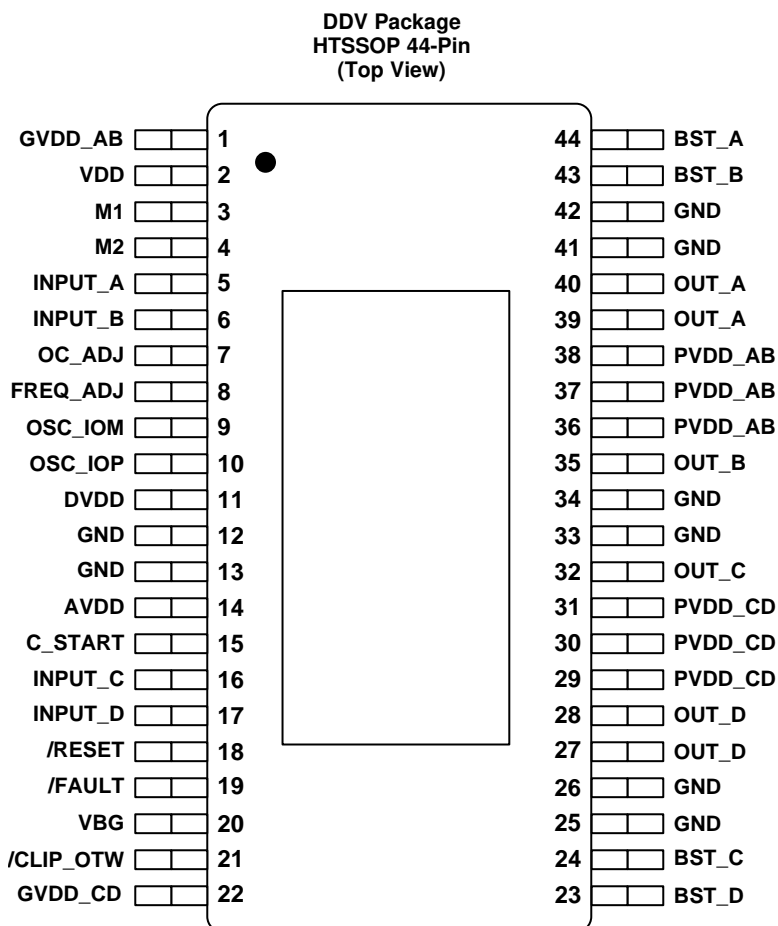 DDV Package
HTSSOP 44-Pin
(Top View)
GVDD_AB 1 44 BST_A
VDD 2 43 BST_B
M1 3 42 GND
M2 4 41 GND
INPUT_A 5 40 OUT_A
INPUT_B 6 39 OUT_A
OC_ADJ 7 38 PVDD_AB
FREQ_ADJ 8 37 PVDD_AB
OSC_IOM 9 36 PVDD_AB
OSC_IOP 10 35 OUT_B
DVDD 11 34 GND
GND 12 33 GND
GND 13 32 OUT_C
AVDD 14 31 PVDD_CD
C_START 15 30 PVDD_CD
INPUT_C 16 29 PVDD_CD
INPUT_D 17 28 OUT_D
/RESET 18 27 OUT_D
/FAULT 19 26 GND
VBG 20 25 GND
/CLIP_OTW 21 24 BST_C
GVDD_CD 22 23 BST_D